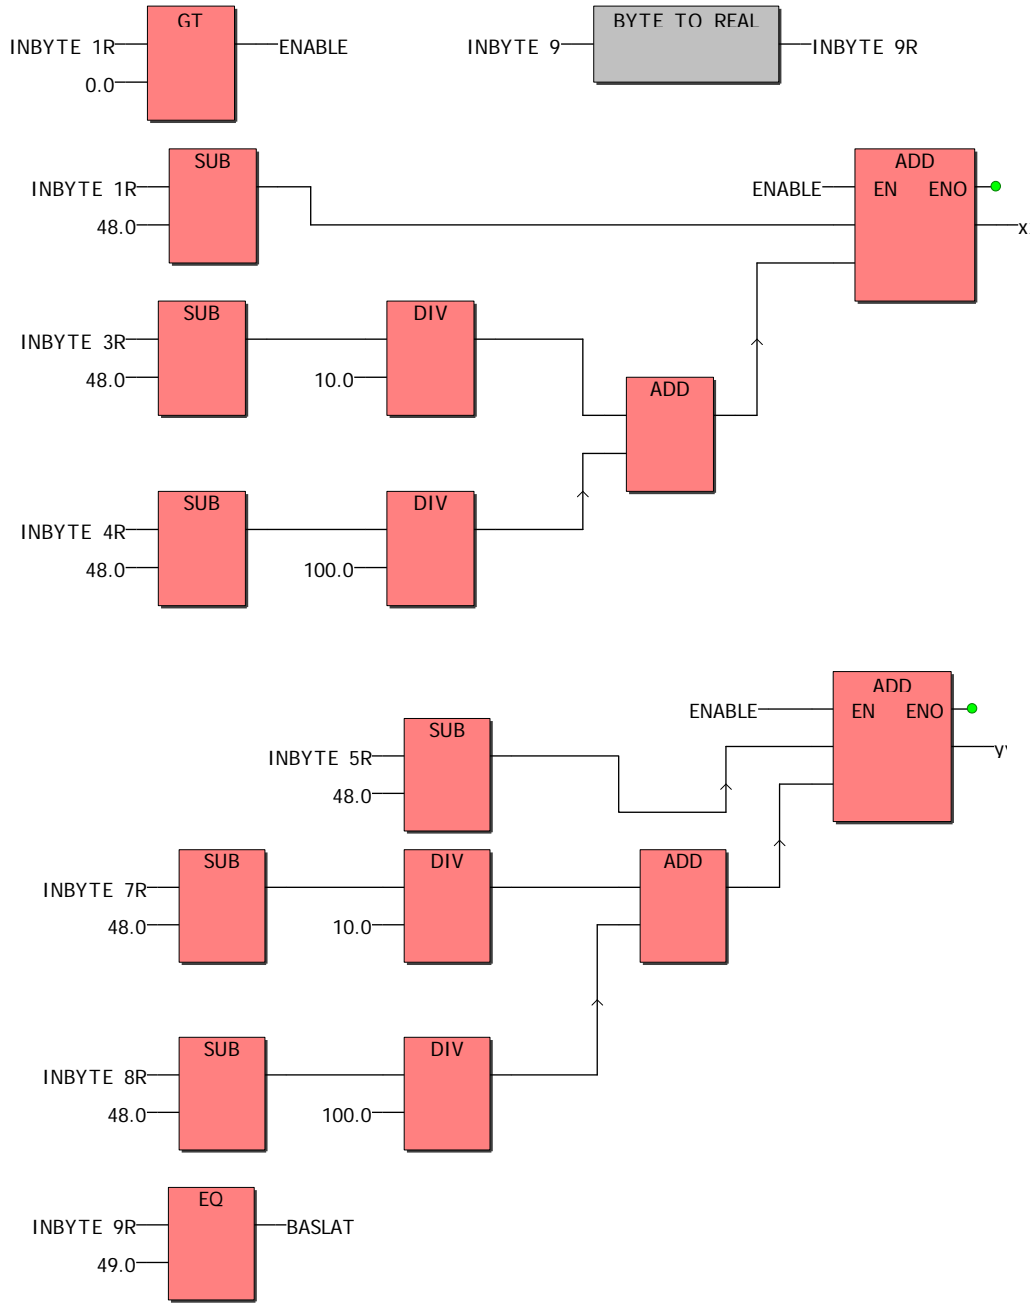 GT
INBYTE 1R
ENABLE
0.0
BYTE TO REAL
INBYTE 9
INBYTE 9R
SUB
INBYTE 1R
48.0
ADD
ENABLE
EN ENO
x
SUB
INBYTE 3R
48.0
DIV
10.0
ADD
SUB
INBYTE 4R
48.0
DIV
100.0
ADD
ENABLE
EN ENO
SUB
INBYTE 5R
48.0
SUB
INBYTE 7R
48.0
DIV
10.0
ADD
SUB
INBYTE 8R
48.0
DIV
100.0
EQ
INBYTE 9R
BASLAT
49.0